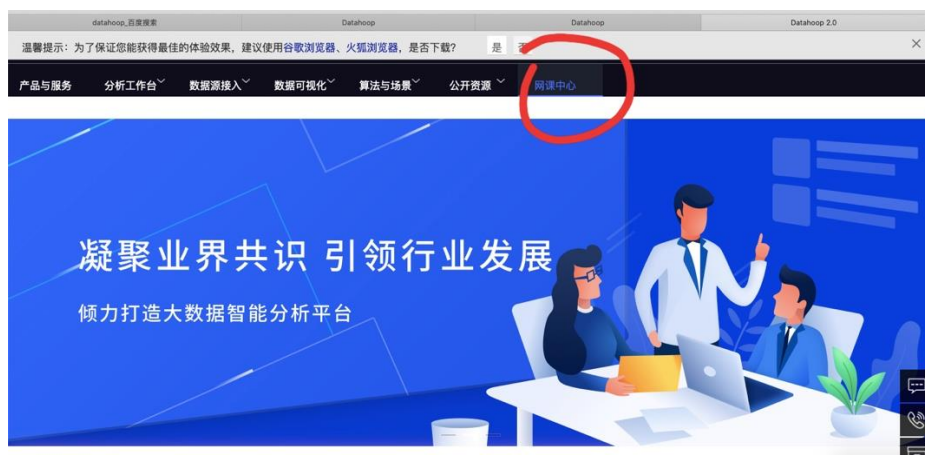 datahoop_百度搜索
Datahoop
Datahoop
Datahoop 2.0
温馨提示：为了保证您能获得最佳的体验效果，建议使用谷歌浏览器、火狐浏览器，是否下载？ 是 否
产品与服务 分析工作台 数据源接入 数据可视化 算法与场景 公开资源 网课中心
凝聚业界共识 引领行业发展
倾力打造大数据智能分析平台